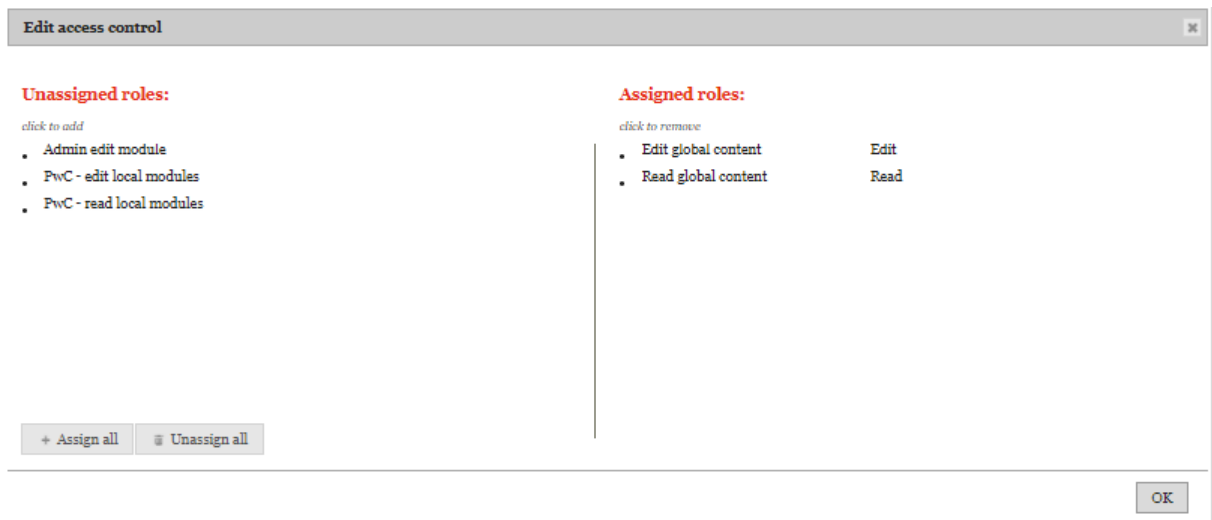 Edit access control
Unassigned roles:
click to add
Admin edit module
PwC - edit local modules
PwC - read local modules
Assigned roles:
click to remove
Edit global content Edit
Read global content Read
+ Assign all
Unassign all
OK